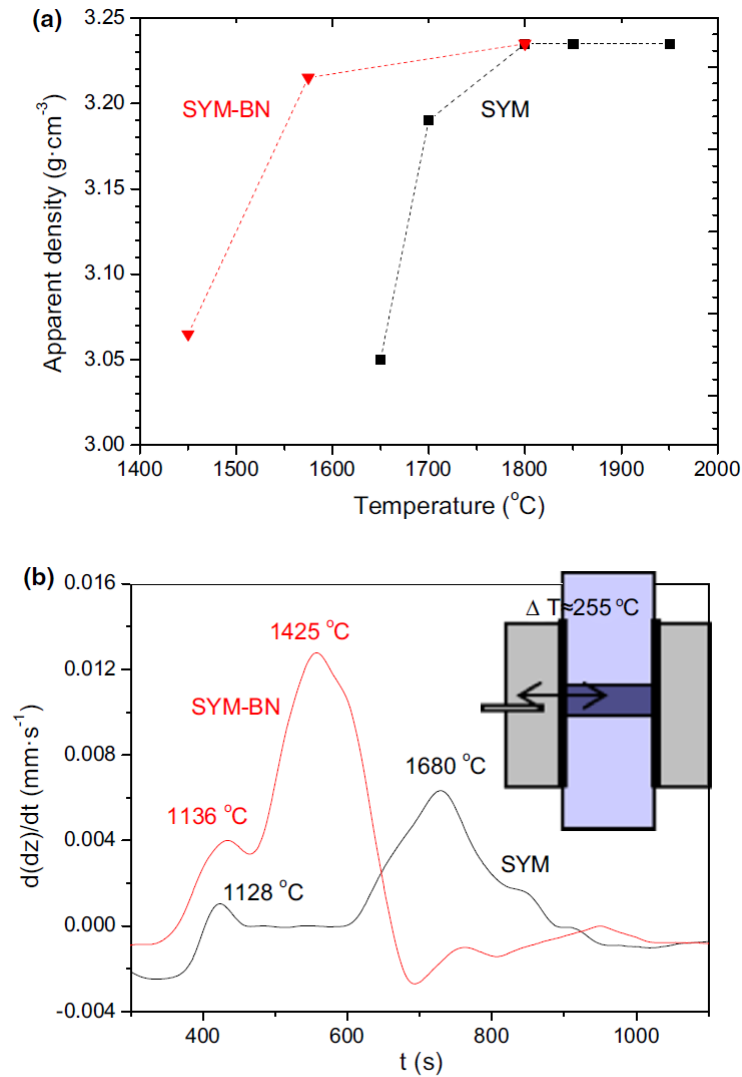 (a)
Apparent density (g·cm⁻³)
3.25
3.20
3.15
3.10
3.05
3.00
SYM-BN
SYM
1400 1500 1600 1700 1800 1900 2000
Temperature (°C)
(b)
d(dz)/dt (mm·s⁻¹)
0.016
0.012
0.008
0.004
0.000
-0.004
Δ T≈255 °C
1425 °C
SYM-BN
1680 °C
1136 °C
SYM
1128 °C
400 600 800 1000
t (s)